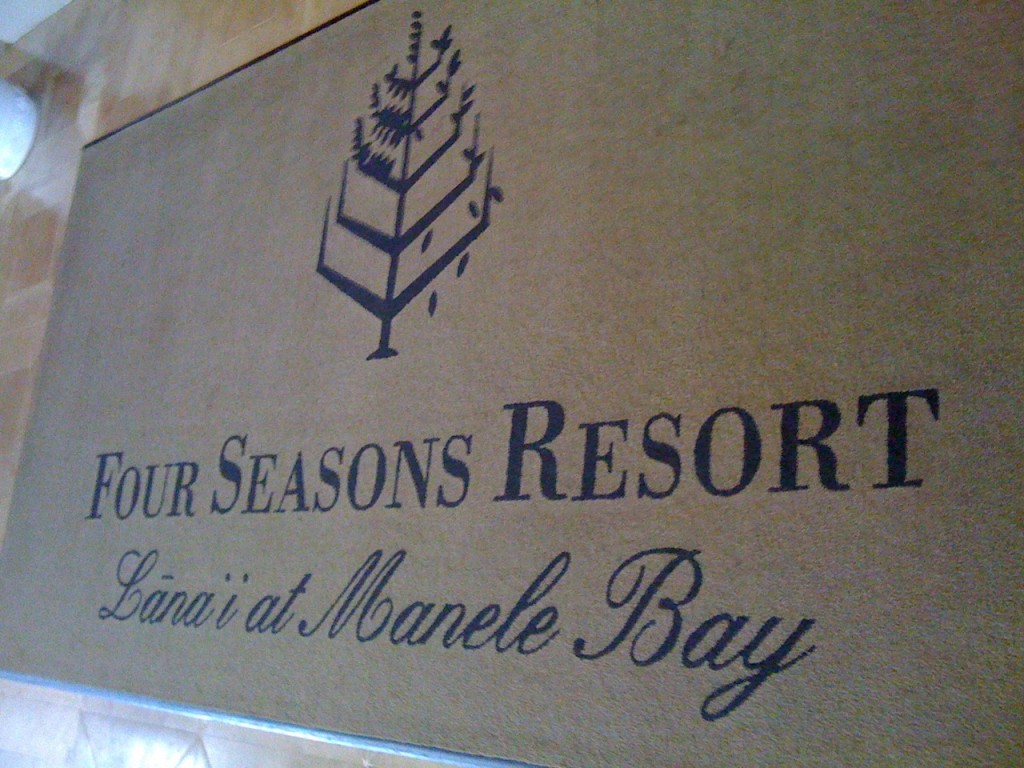 FOUR SEASONS RESORT
Lāna'i at Manele Bay